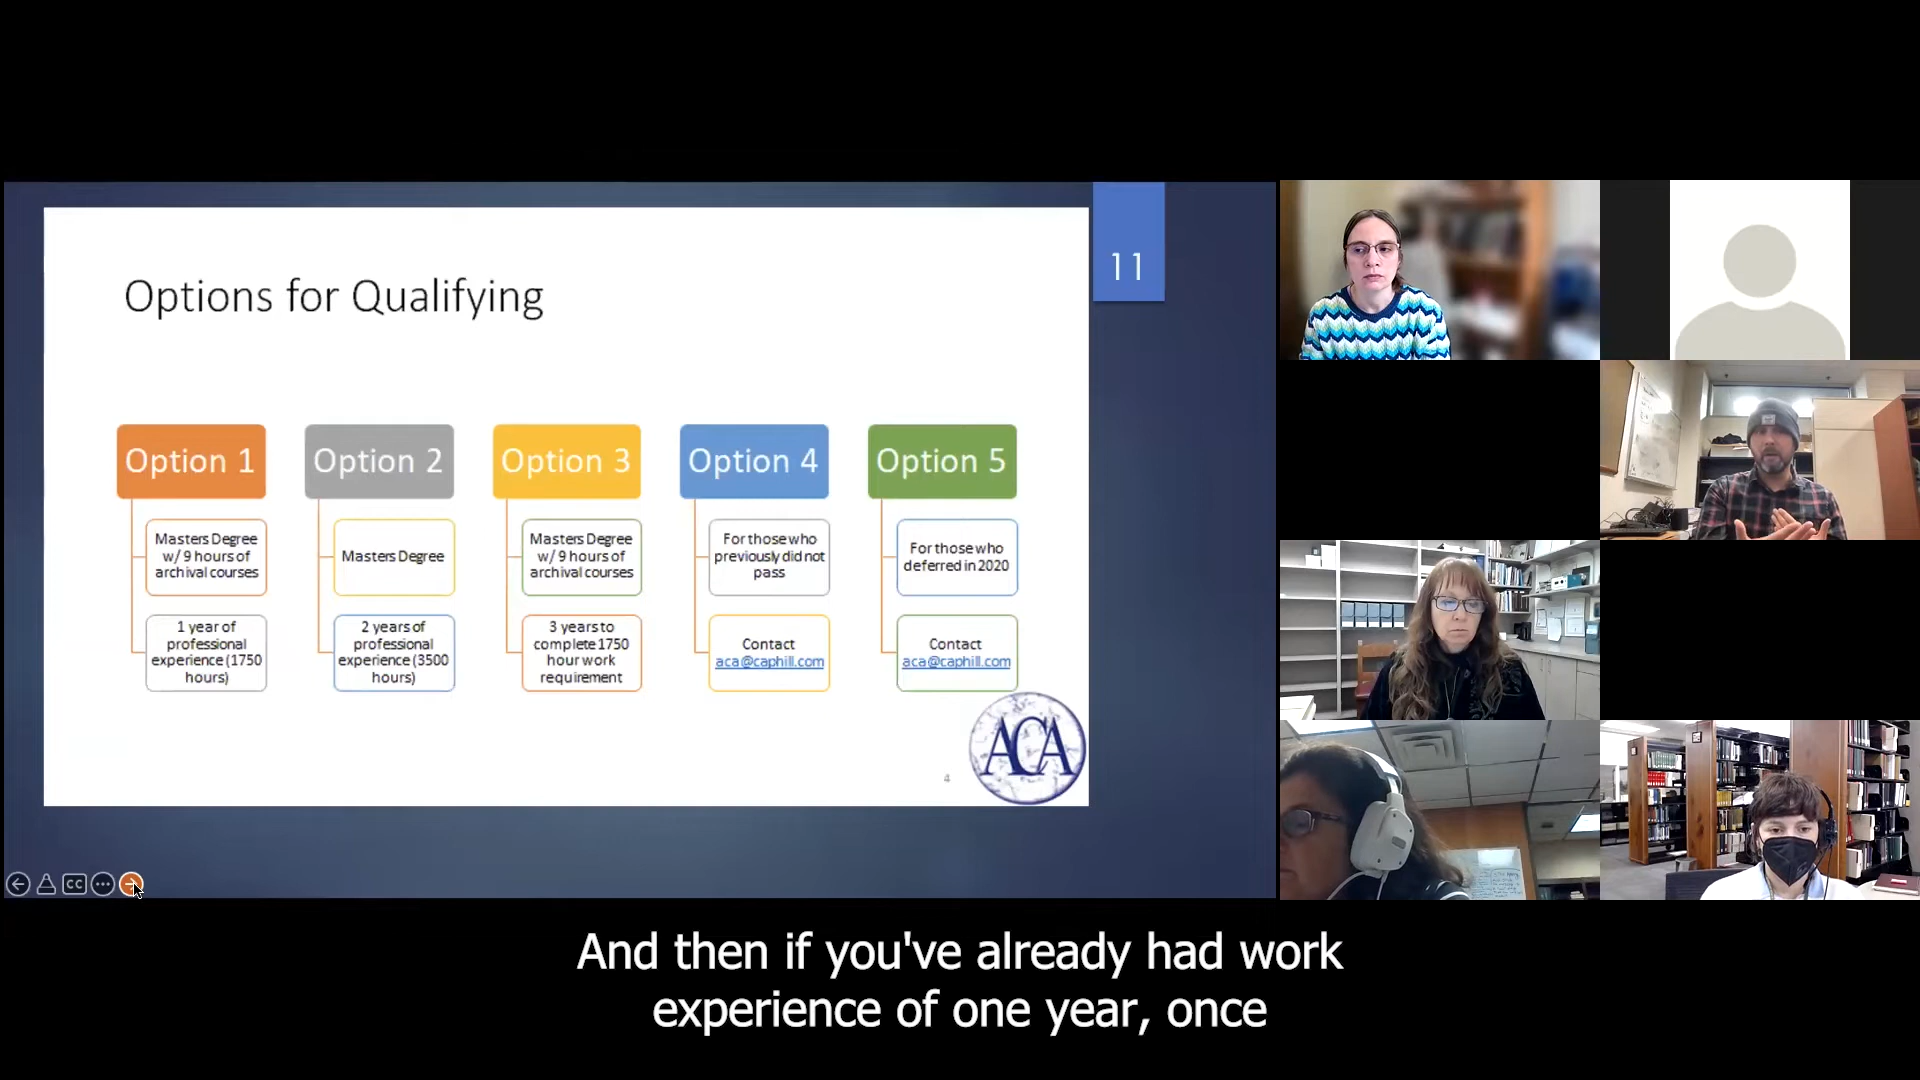 11
Options for Qualifying
Option 1
Masters Degree
w/ 9 hours of
archival courses
1 year of
professional
experience (1750
hours)
Option 2
Masters Degree
2 years of
professional
experience (3500
hours)
Option 3
Masters Degree
w/ 9 hours of
archival courses
3 years to
complete 1750
hour work
requirement
Option 4
For those who
previously did not
pass
Contact
aca@caphill.com
Option 5
For those who
deferred in 2020
Contact
aca@caphill.com
4
ACA
CC
And then if you've already had work
experience of one year, once